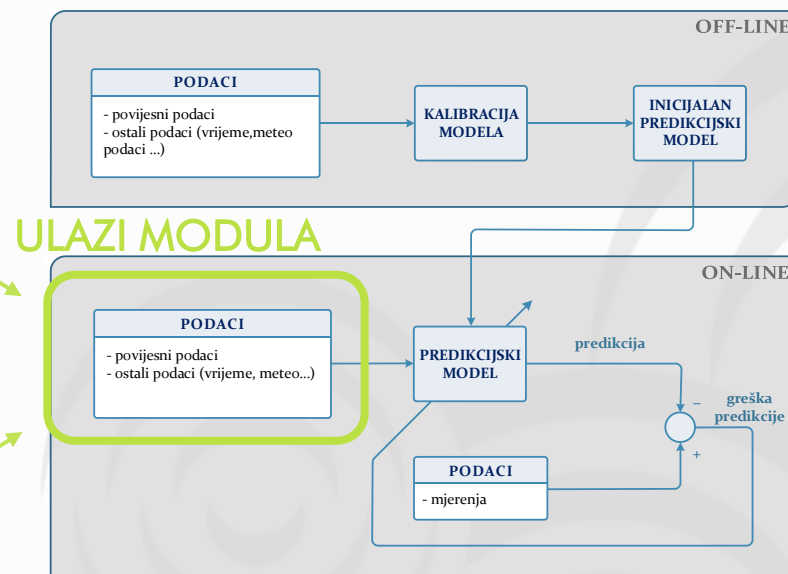 OFF-LINE
PODACI
- povijesni podaci
- ostali podaci (vrijeme,meteo
podaci ...)
KALIBRACIJA
MODELA
INICIJALAN
PREDIKCIJSKI
MODEL
ULAZI MODULA
ON-LINE
PODACI
- povijesni podaci
- ostali podaci (vrijeme, meteo...)
PREDIKCIJSKI
MODEL
predikcija
−
greška
predikcije
+
PODACI
- mjerenja